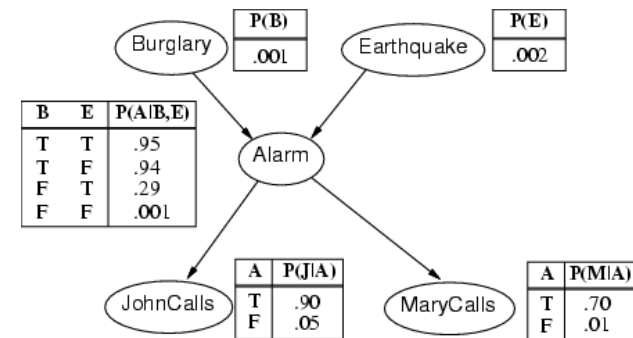 Burglary
P(B)
.001
Earthquake
P(E)
.002
B E P(A|B,E)
T T .95
T F .94
F T .29
F F .001
Alarm
JohnCalls
A P(J|A)
T .90
F .05
MaryCalls
A P(M|A)
T .70
F .01